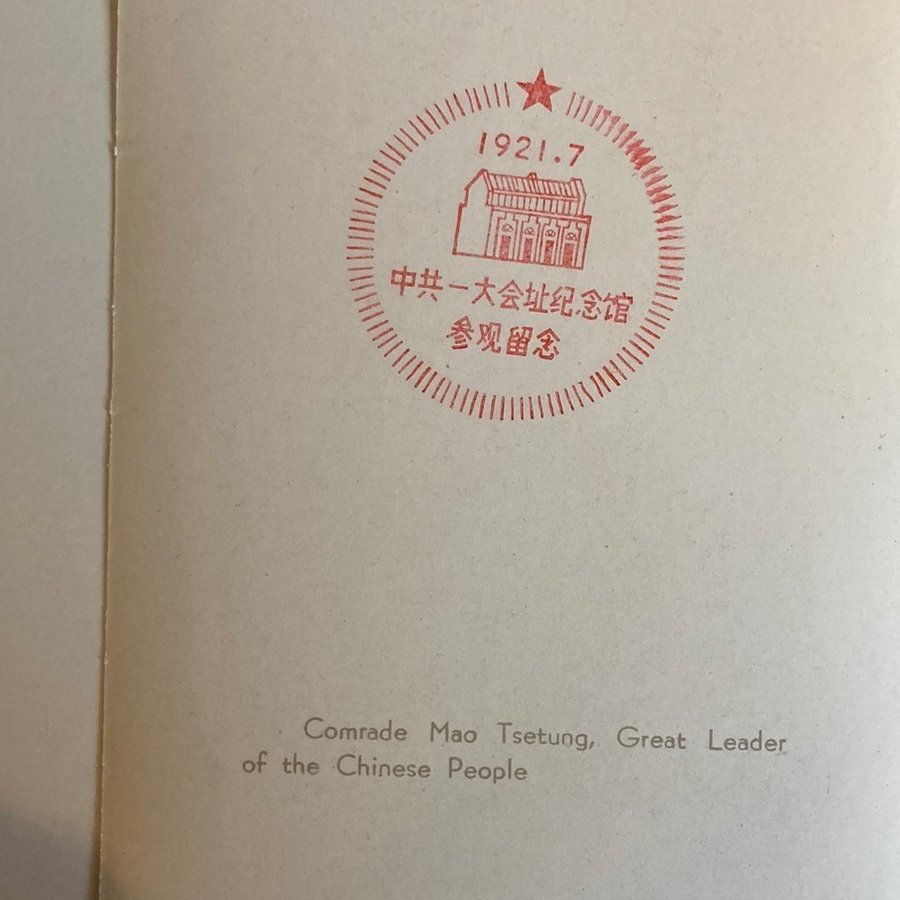 1921.7
中共一大会址纪念馆
参观留念
Comrade Mao Tsetung, Great Leader
of the Chinese People